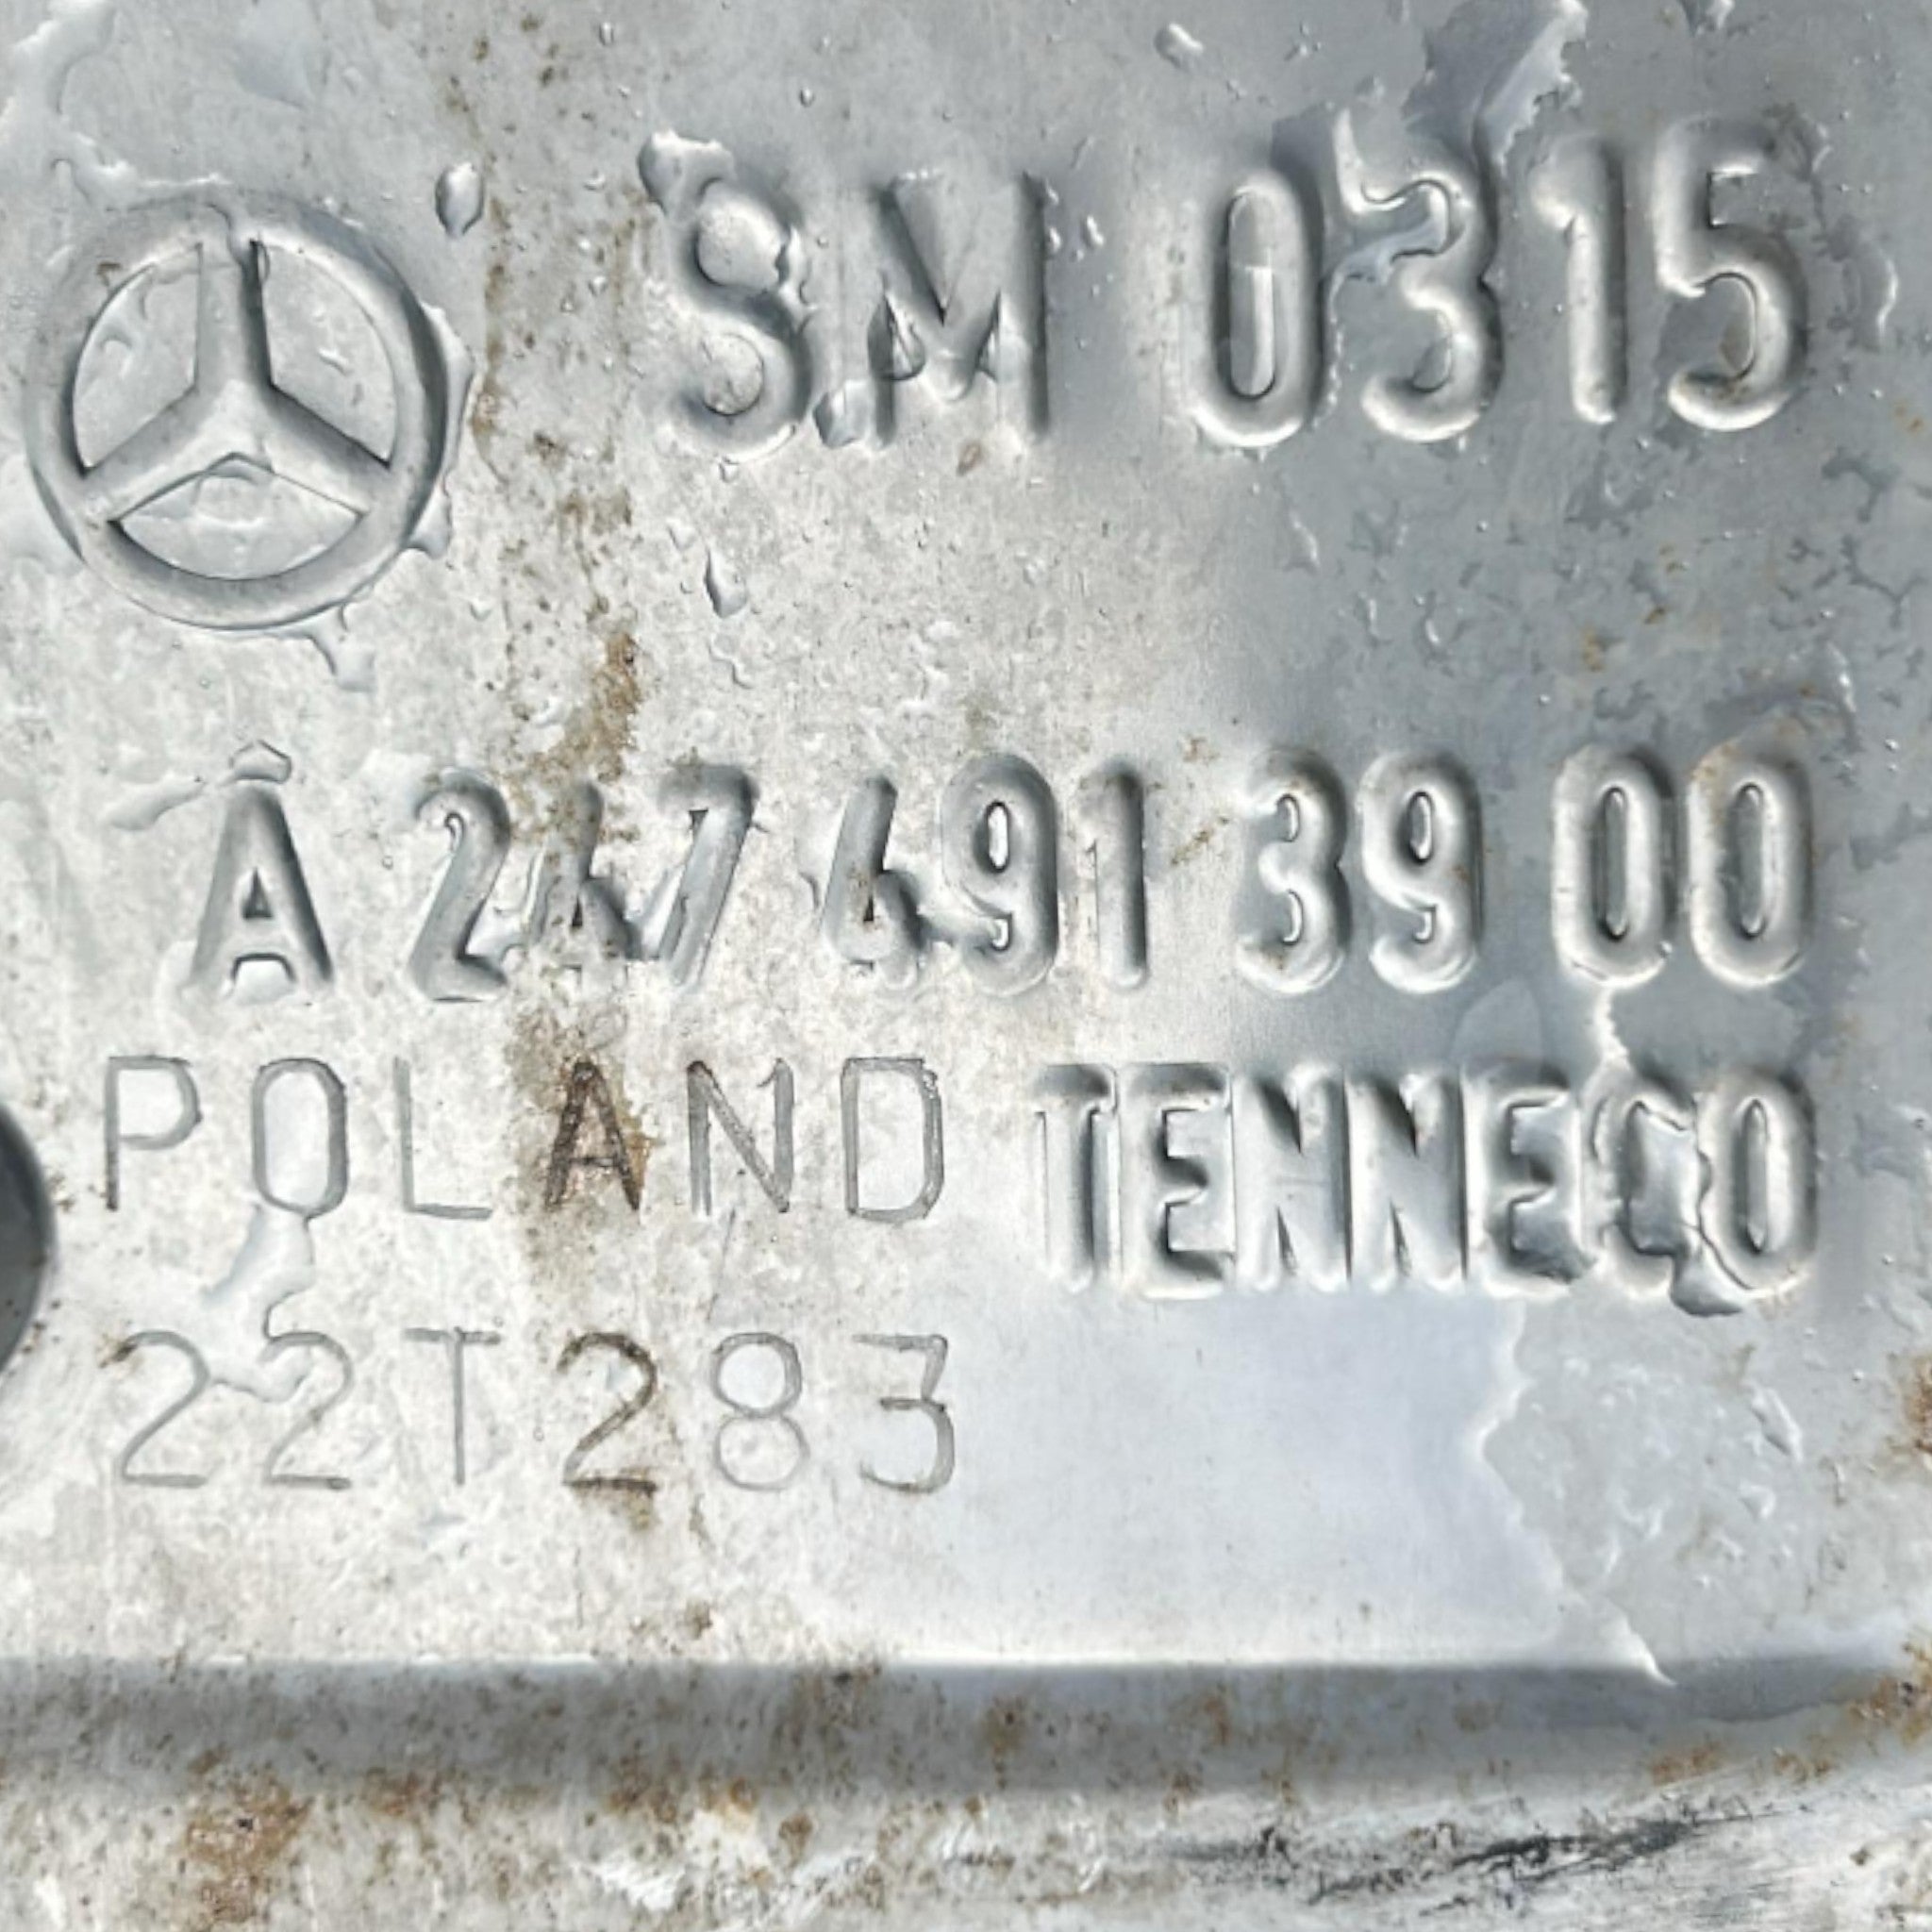 SM 0315
A 247 491 39 00
POLAND TENNECO
22T283